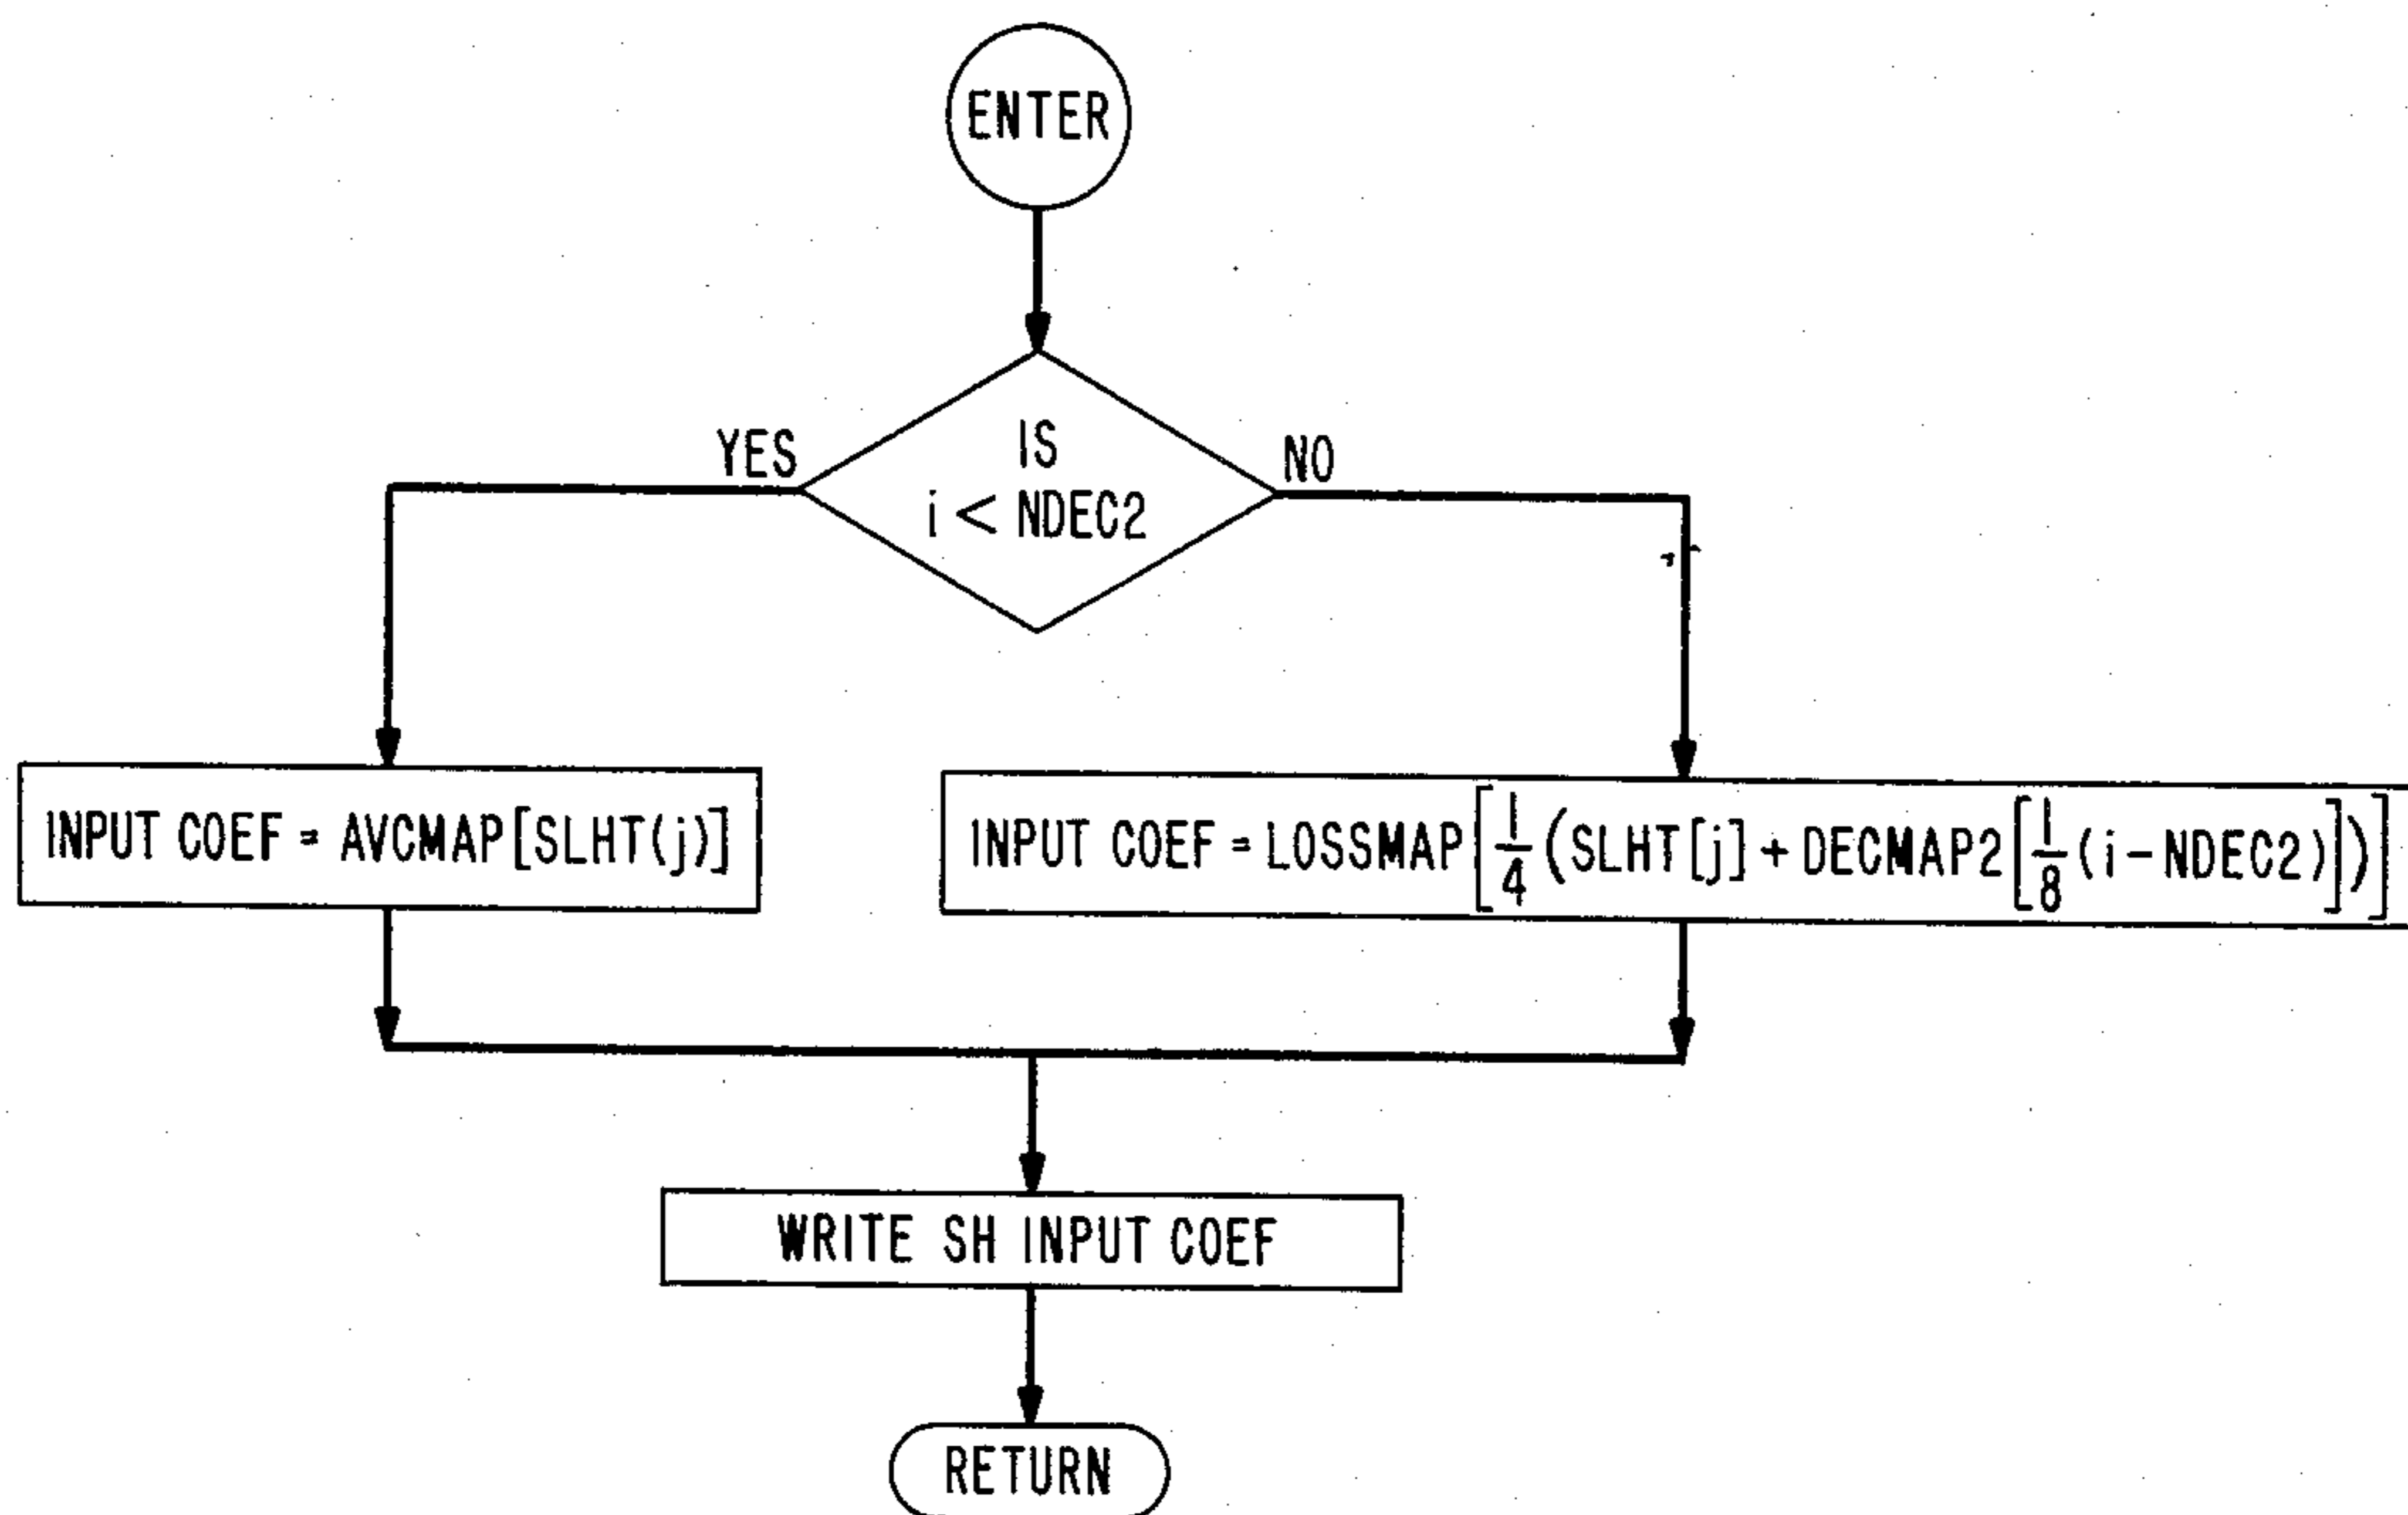 ENTER
IS
i < NDEC2
YES
NO
INPUT COEF = AVCMAP[SLHT(j)]
INPUT COEF = LOSSMAP[1/4(SLHT[j] + DECMAP2[1/8(i - NDEC2)])]
WRITE SH INPUT COEF
RETURN